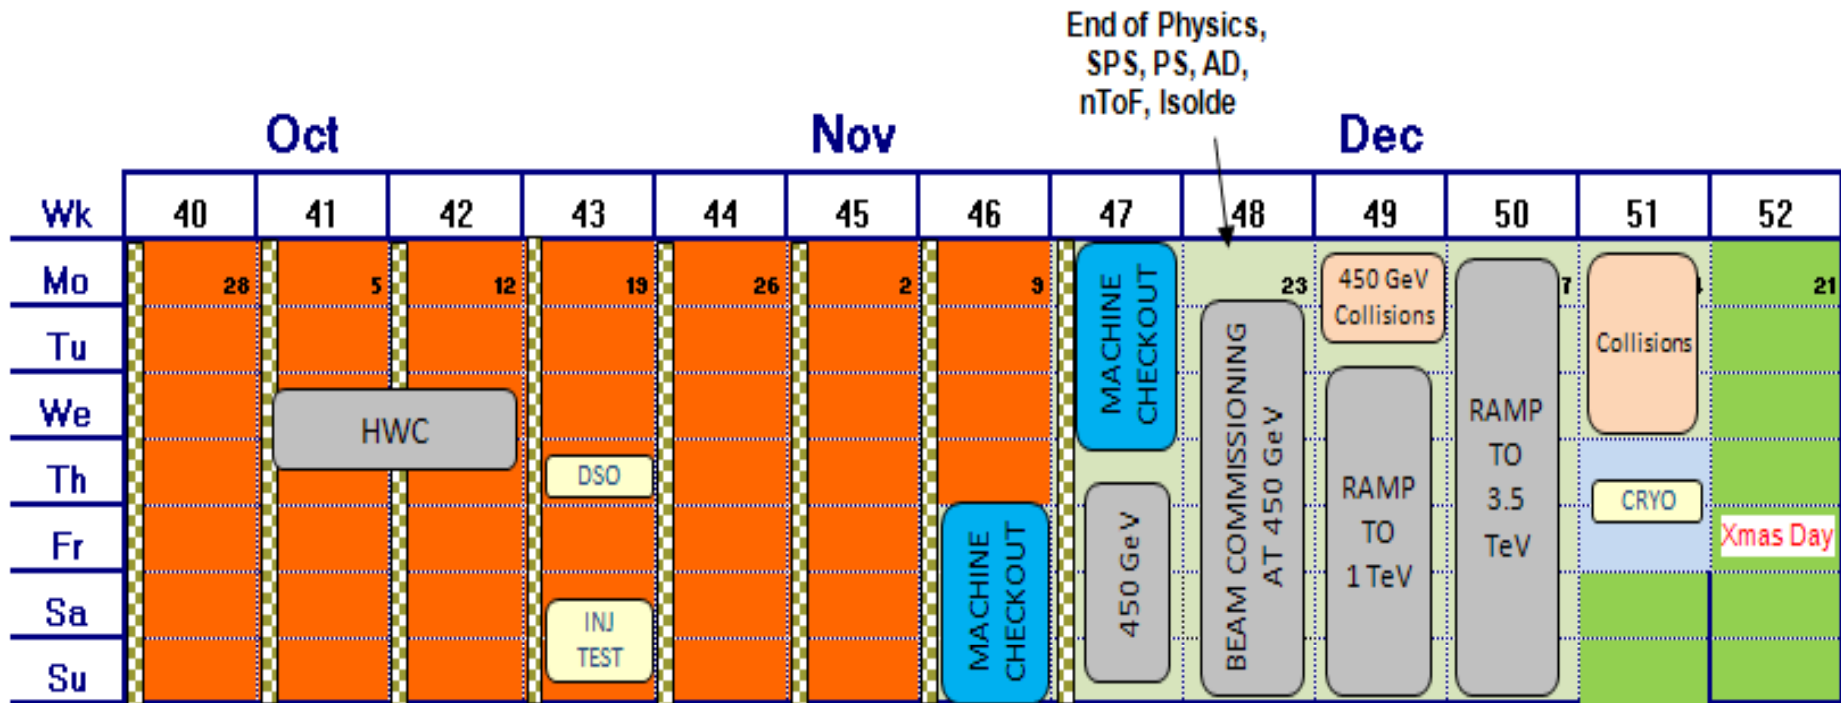 End of Physics,
SPS, PS, AD,
nToF, Isolde
Oct Nov Dec
Wk 40 41 42 43 44 45 46 47 48 49 50 51 52
Mo 28 5 12 19 26 2 9 23 7 21
Tu
We
Th
Fr
Sa
Su
HWC
DSO
INJ
TEST
MACHINE
CHECKOUT
MACHINE
CHECKOUT
450 GeV
BEAM COMMISSIONING
AT 450 GeV
450 GeV
Collisions
RAMP
TO
1 TeV
RAMP
TO
3.5
TeV
Collisions
CRYO
Xmas Day